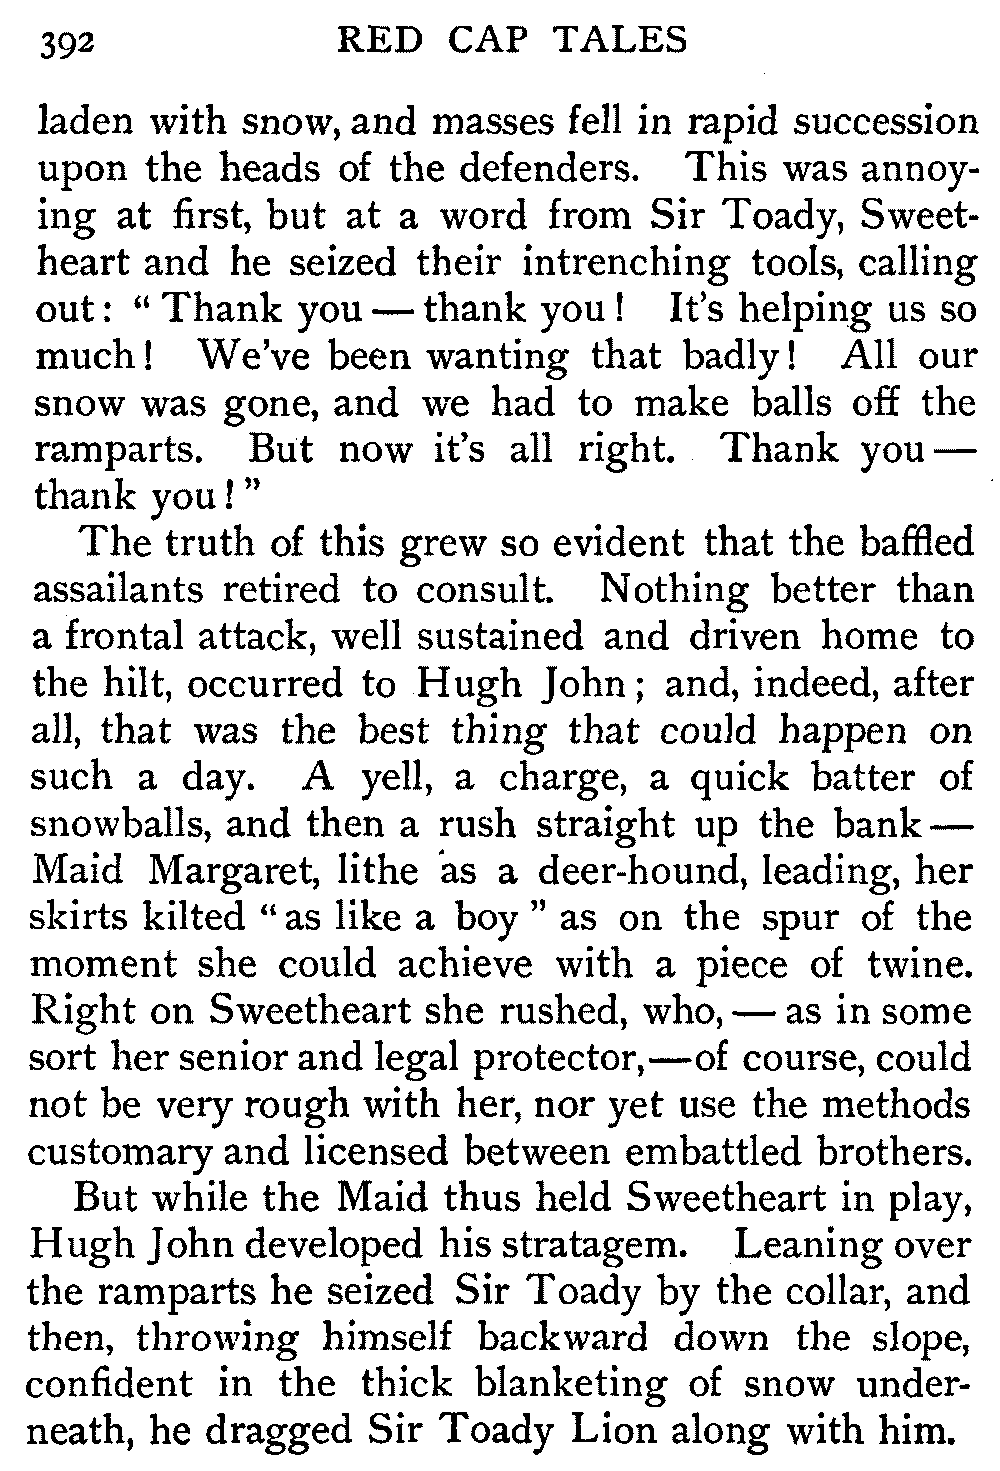 392 RED CAP TALES
laden with snow, and masses fell in rapid succession
upon the heads of the defenders. This was annoy-
ing at first, but at a word from Sir Toady, Sweet-
heart and he seized their intrenching tools, calling
out: “Thank you — thank you! It's helping us so
much! We've been wanting that badly! All our
snow was gone, and we had to make balls off the
ramparts. But now it's all right. Thank you —
thank you!”
The truth of this grew so evident that the baffled
assailants retired to consult. Nothing better than
a frontal attack, well sustained and driven home to
the hilt, occurred to Hugh John; and, indeed, after
all, that was the best thing that could happen on
such a day. A yell, a charge, a quick batter of
snowballs, and then a rush straight up the bank —
Maid Margaret, lithe as a deer-hound, leading, her
skirts kilted “as like a boy” as on the spur of the
moment she could achieve with a piece of twine.
Right on Sweetheart she rushed, who, — as in some
sort her senior and legal protector,—of course, could
not be very rough with her, nor yet use the methods
customary and licensed between embattled brothers.
But while the Maid thus held Sweetheart in play,
Hugh John developed his stratagem. Leaning over
the ramparts he seized Sir Toady by the collar, and
then, throwing himself backward down the slope,
confident in the thick blanketing of snow under-
neath, he dragged Sir Toady Lion along with him.